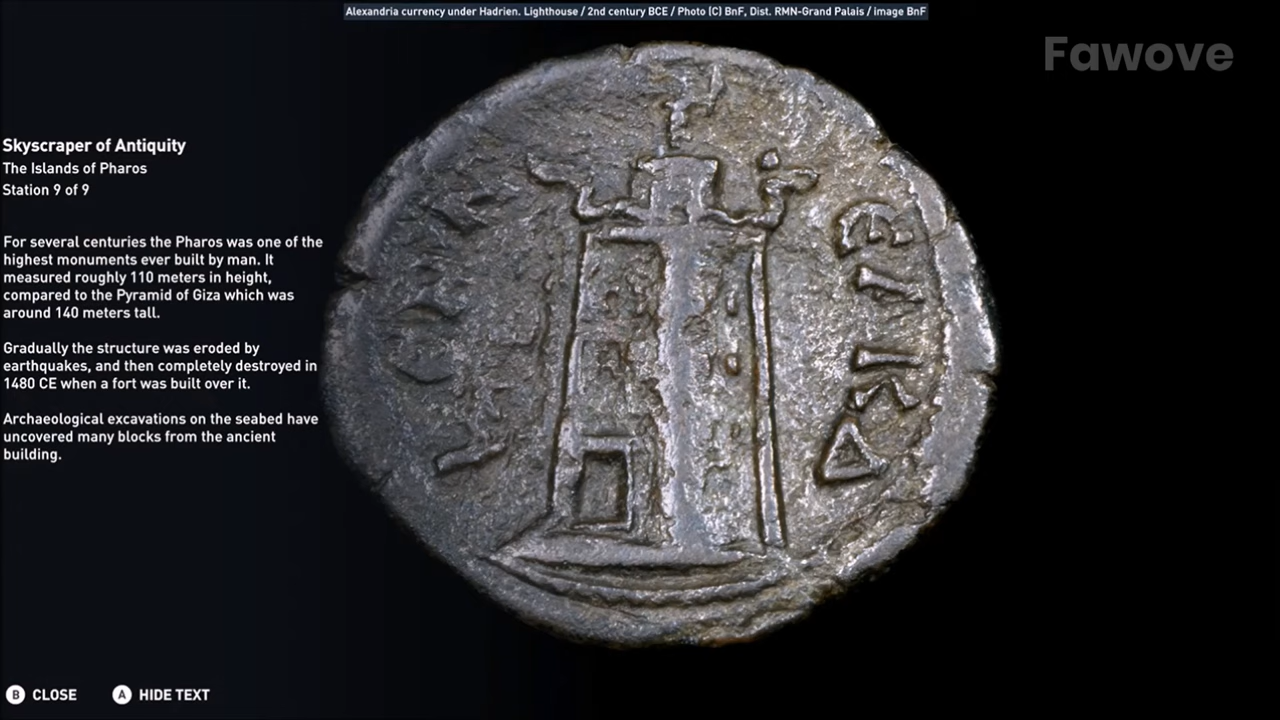 Alexandria currency under Hadrien. Lighthouse / 2nd century BCE / Photo (C) BnF, Dist. RMN-Grand Palais / image BnF
Fawove
Skyscraper of Antiquity
The Islands of Pharos
Station 9 of 9
For several centuries the Pharos was one of the
highest monuments ever built by man. It
measured roughly 110 meters in height,
compared to the Pyramid of Giza which was
around 140 meters tall.
Gradually the structure was eroded by
earthquakes, and then completely destroyed in
1480 CE when a fort was built over it.
Archaeological excavations on the seabed have
uncovered many blocks from the ancient
building.
B CLOSE
A HIDE TEXT